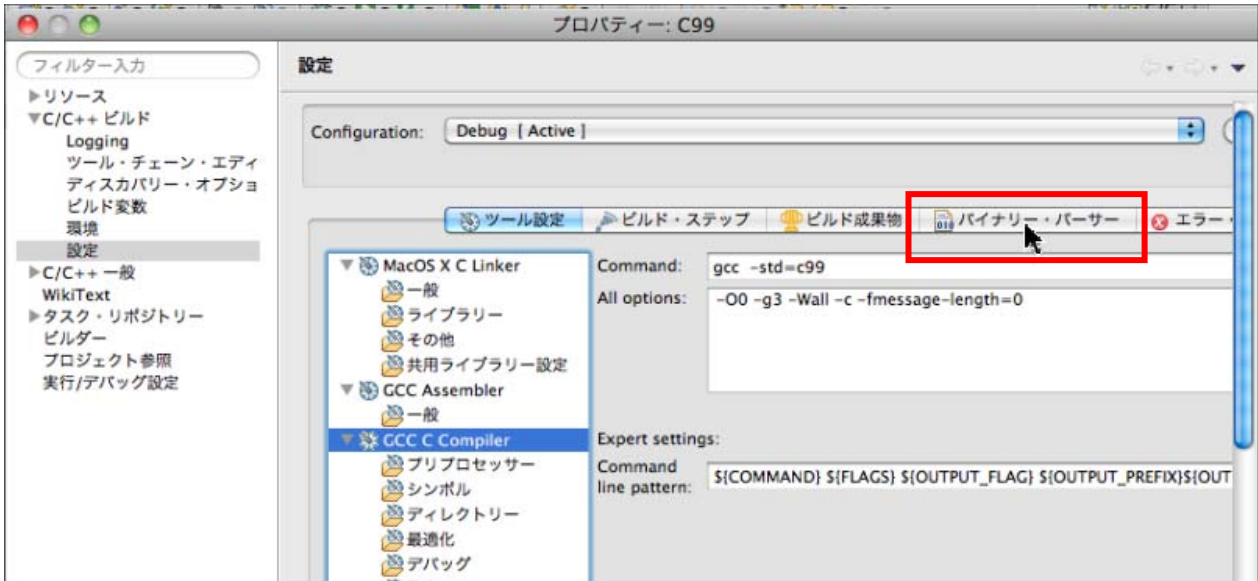 プロパティー: C99
フィルター入力
設定
リソース
C/C++ ビルド
Logging
ツール・チェーン・エディ
ディスカバリー・オプショ
ビルド変数
環境
設定
C/C++ 一般
WikiText
タスク・リポジトリー
ビルダー
プロジェクト参照
実行/デバッグ設定
Configuration: Debug [ Active ]
ツール設定 ビルド・ステップ ビルド成果物 バイナリー・パーサー エラー・
MacOS X C Linker
一般
ライブラリー
その他
共用ライブラリー設定
GCC Assembler
一般
GCC C Compiler
プリプロセッサー
シンボル
ディレクトリー
最適化
デバッグ
Command: gcc -std=c99
All options: -O0 -g3 -Wall -c -fmessage-length=0
Expert settings:
Command
line pattern: ${COMMAND} ${FLAGS} ${OUTPUT_FLAG} ${OUTPUT_PREFIX}${OUT